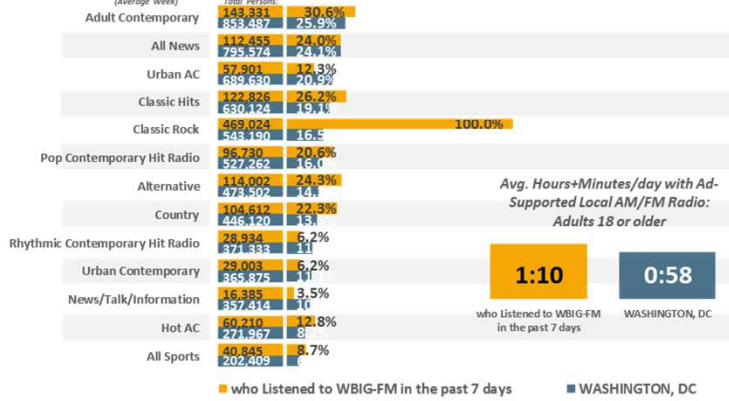 (Average Week)
Total Persons:
Adult Contemporary
143,331 30.6%
853,487 25.9%
All News
112,455 24.0%
795,574 24.1%
Urban AC
57,901 12.3%
689,630 20.9%
Classic Hits
122,826 26.2%
630,124 19.1%
Classic Rock
469,024 100.0%
543,190 16.5
Pop Contemporary Hit Radio
96,730 20.6%
527,262 16.0
Alternative
114,002 24.3%
473,502 14.
Country
104,612 22.3%
446,120 13.
Rhythmic Contemporary Hit Radio
28,934 6.2%
371,333 11
Urban Contemporary
29,003 6.2%
365,875 11
News/Talk/Information
16,385 3.5%
357,414 10
Hot AC
60,210 12.8%
271,967 8
All Sports
40,845 8.7%
202,409
Avg. Hours+Minutes/day with Ad-
Supported Local AM/FM Radio:
Adults 18 or older
1:10 0:58
who Listened to WBIG-FM
in the past 7 days
WASHINGTON, DC
who Listened to WBIG-FM in the past 7 days WASHINGTON, DC